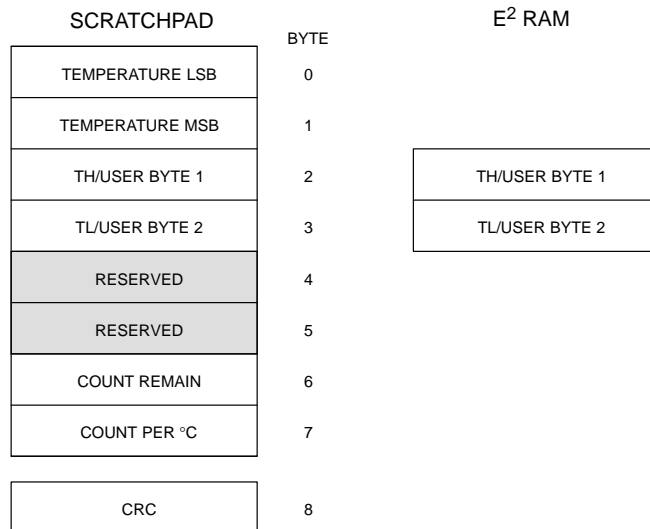 SCRATCHPAD
BYTE
E² RAM
TEMPERATURE LSB 0
TEMPERATURE MSB 1
TH/USER BYTE 1 2 TH/USER BYTE 1
TL/USER BYTE 2 3 TL/USER BYTE 2
RESERVED 4
RESERVED 5
COUNT REMAIN 6
COUNT PER °C 7
CRC 8